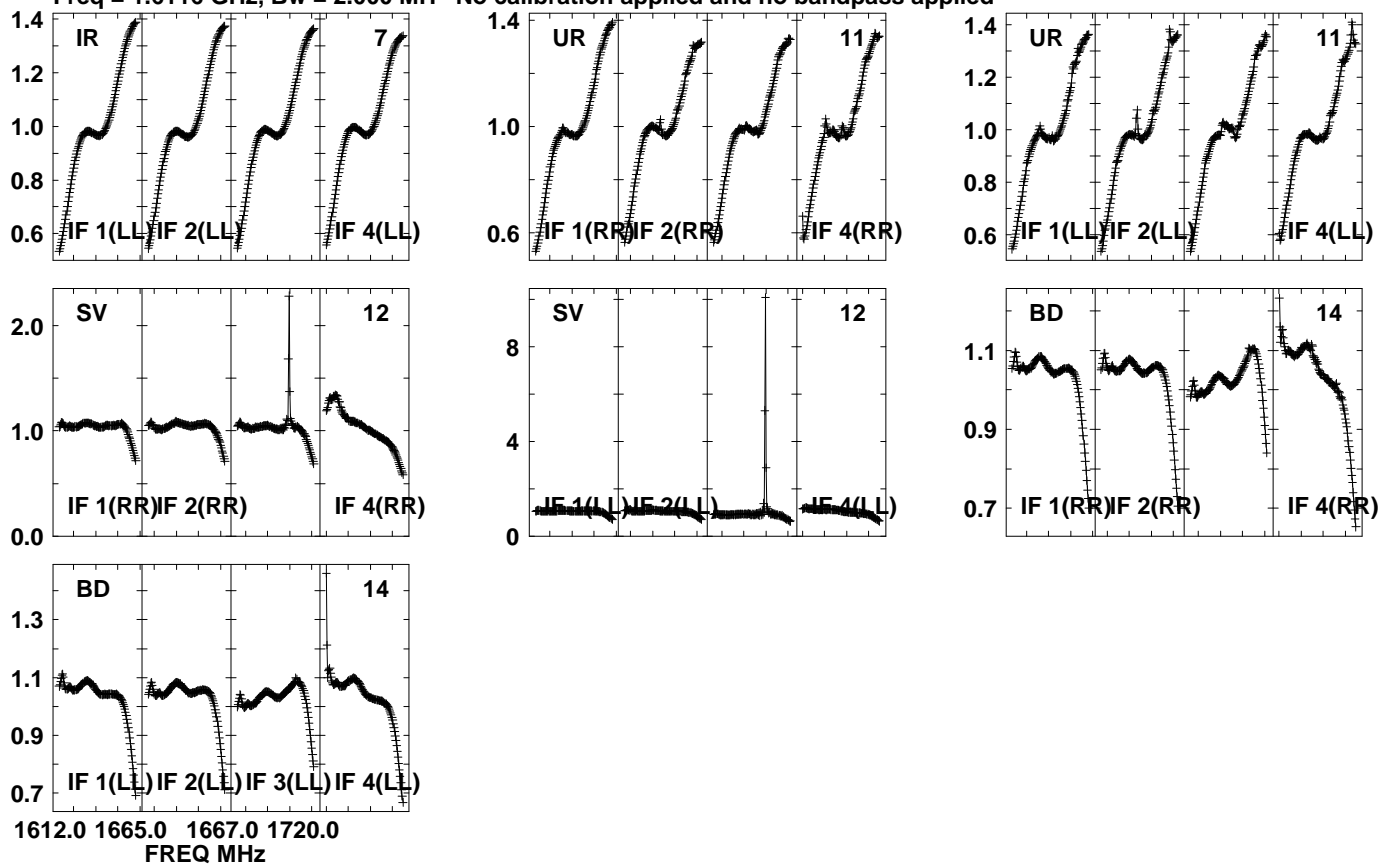 IR 7
1.4
1.2
1.0
0.8
0.6
IF 1(LL) IF 2(LL) IF 4(LL)
UR 11
1.4
1.2
1.0
0.8
0.6
IF 1(RR) IF 2(RR) IF 4(RR)
UR 11
1.4
1.2
1.0
0.8
0.6
IF 1(LL) IF 2(LL) IF 4(LL)
SV 12
2.0
1.0
0.0
IF 1(RR) IF 2(RR) IF 4(RR)
SV 12
8
4
0
IF 1(LL) IF 2(LL) IF 4(LL)
BD 14
1.1
0.9
0.7
IF 1(RR) IF 2(RR) IF 4(RR)
BD 14
1.3
1.1
0.9
0.7
IF 1(LL) IF 2(LL) IF 3(LL) IF 4(LL)
1612.0 1665.0 1667.0 1720.0
FREQ MHz